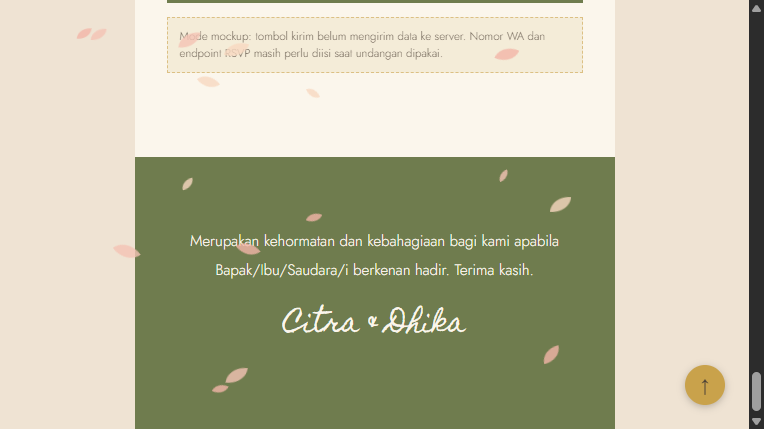 Mode mockup: tombol kirim belum mengirim data ke server. Nomor WA dan
endpoint RSVP masih perlu diisi saat undangan dipakai.
Merupakan kehormatan dan kebahagiaan bagi kami apabila
Bapak/Ibu/Saudara/i berkenan hadir. Terima kasih.
Citra & Dhika
↑